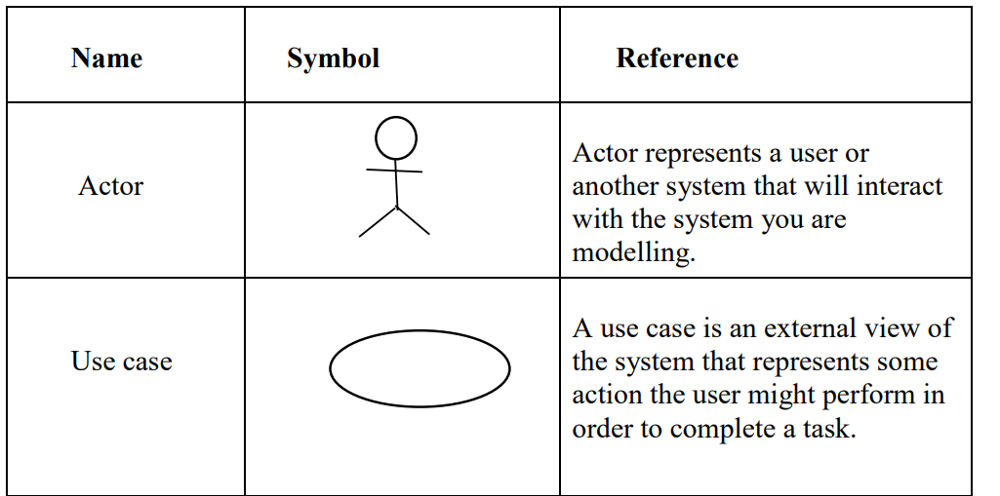 Name
Symbol
Reference
Actor
Actor represents a user or
another system that will interact
with the system you are
modelling.
Use case
A use case is an external view of
the system that represents some
action the user might perform in
order to complete a task.